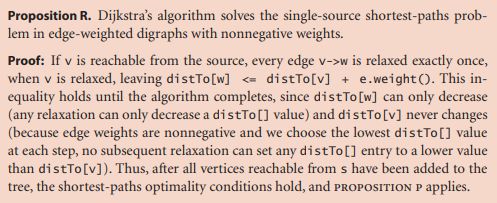 Proposition R. Dijkstra's algorithm solves the single-source shortest-paths prob-
lem in edge-weighted digraphs with nonnegative weights.
Proof: If v is reachable from the source, every edge v->w is relaxed exactly once,
when v is relaxed, leaving distTo[w] <= distTo[v] + e.weight(). This in-
equality holds until the algorithm completes, since distTo[w] can only decrease
(any relaxation can only decrease a distTo[] value) and distTo[v] never changes
(because edge weights are nonnegative and we choose the lowest distTo[] value
at each step, no subsequent relaxation can set any distTo[] entry to a lower value
than distTo[v]). Thus, after all vertices reachable from s have been added to the
tree, the shortest-paths optimality conditions hold, and PROPOSITION P applies.